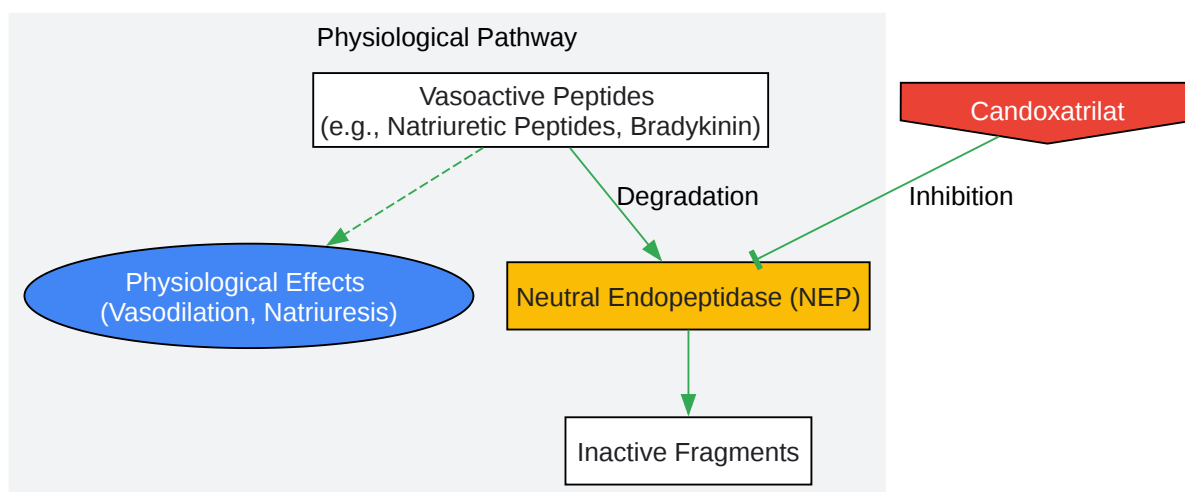 Physiological Pathway
Vasoactive Peptides
(e.g., Natriuretic Peptides, Bradykinin)
Candoxatrilat
Degradation
Inhibition
Physiological Effects
(Vasodilation, Natriuresis)
Neutral Endopeptidase (NEP)
Inactive Fragments